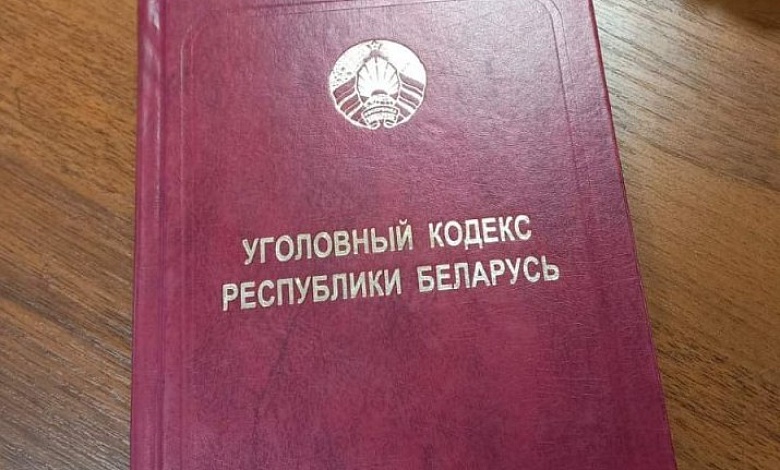 УГОЛОВНЫЙ КОДЕКС
РЕСПУБЛИКИ БЕЛАРУСЬ